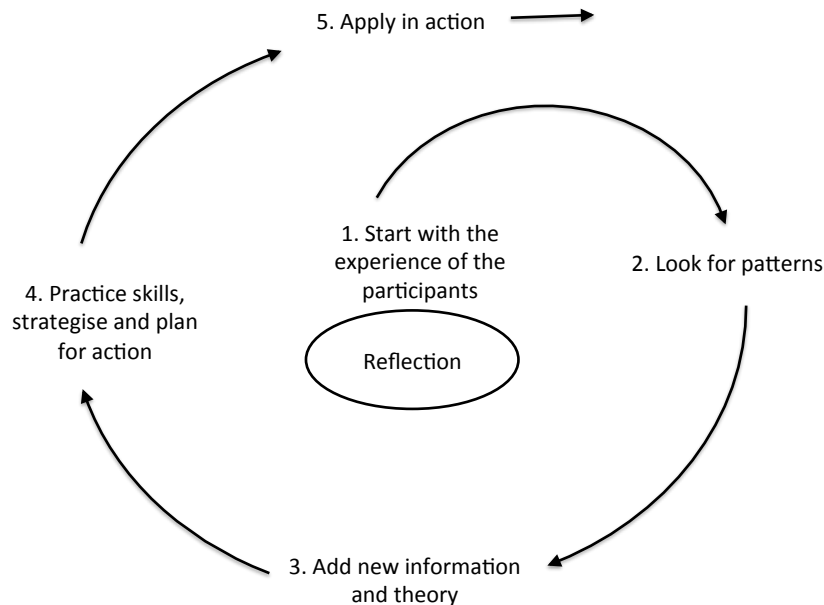 5. Apply in action
1. Start with the
experience of the
participants
2. Look for patterns
4. Practice skills,
strategise and plan
for action
Reflection
3. Add new information
and theory